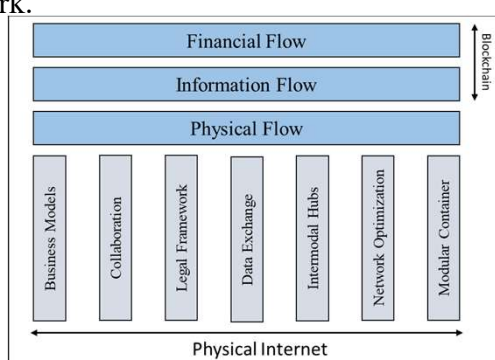 rk.
Financial Flow
Blockchain
Information Flow
Physical Flow
Business Models
Collaboration
Legal Framework
Data Exchange
Intermodal Hubs
Network Optimization
Modular Container
Physical Internet